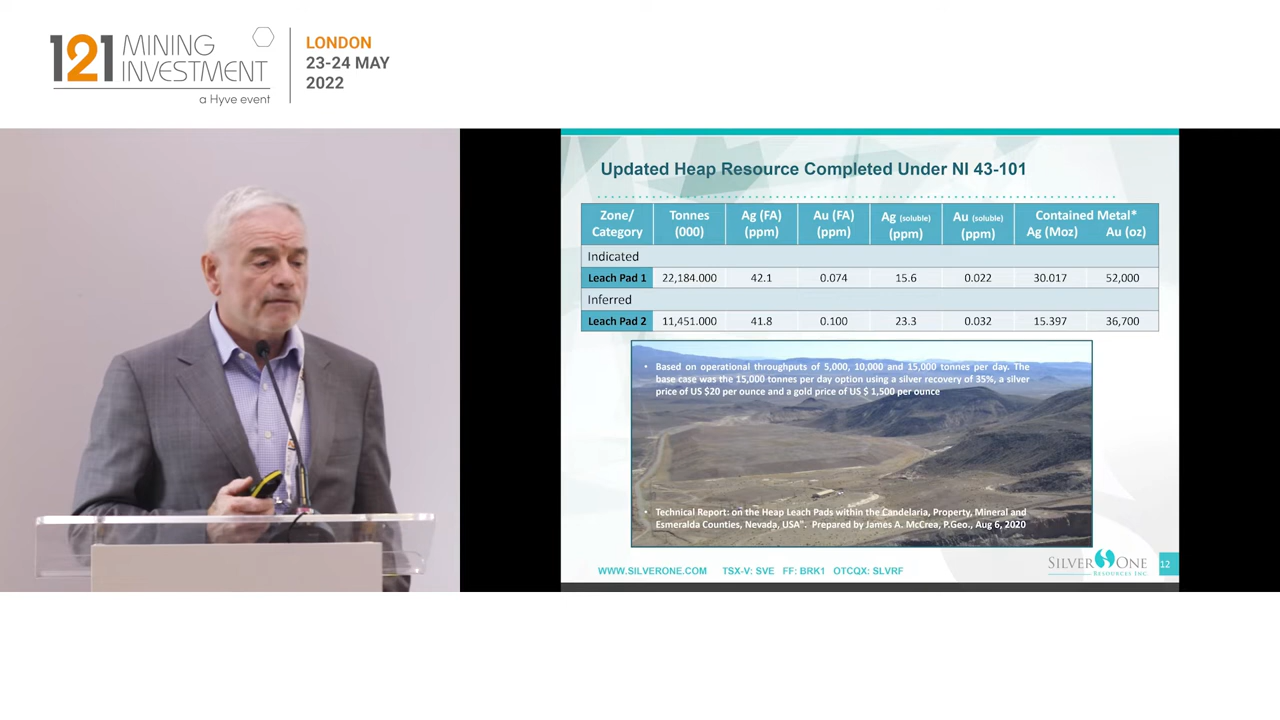 121 MINING INVESTMENT
a Hyve event
LONDON
23-24 MAY
2022
Updated Heap Resource Completed Under NI 43-101
Zone/ Category Tonnes (000) Ag (FA) (ppm) Au (FA) (ppm) Ag (soluble) (ppm) Au (soluble) (ppm) Contained Metal* Ag (Moz) Au (oz)
Indicated
Leach Pad 1 22,184.000 42.1 0.074 15.6 0.022 30.017 52,000
Inferred
Leach Pad 2 11,451.000 41.8 0.100 23.3 0.032 15.397 36,700
• Based on operational throughputs of 5,000, 10,000 and 15,000 tonnes per day. The
base case was the 15,000 tonnes per day option using a silver recovery of 35%, a silver
price of US $20 per ounce and a gold price of US $ 1,500 per ounce
• Technical Report: on the Heap Leach Pads within the Candelaria, Property, Mineral and
Esmeralda Counties, Nevada, USA". Prepared by James A. McCrea, P.Geo., Aug 6, 2020
WWW.SILVERONE.COM TSX-V: SVE FF: BRK1 OTCQX: SLVRF
SILVER ONE
RESOURCES INC
12